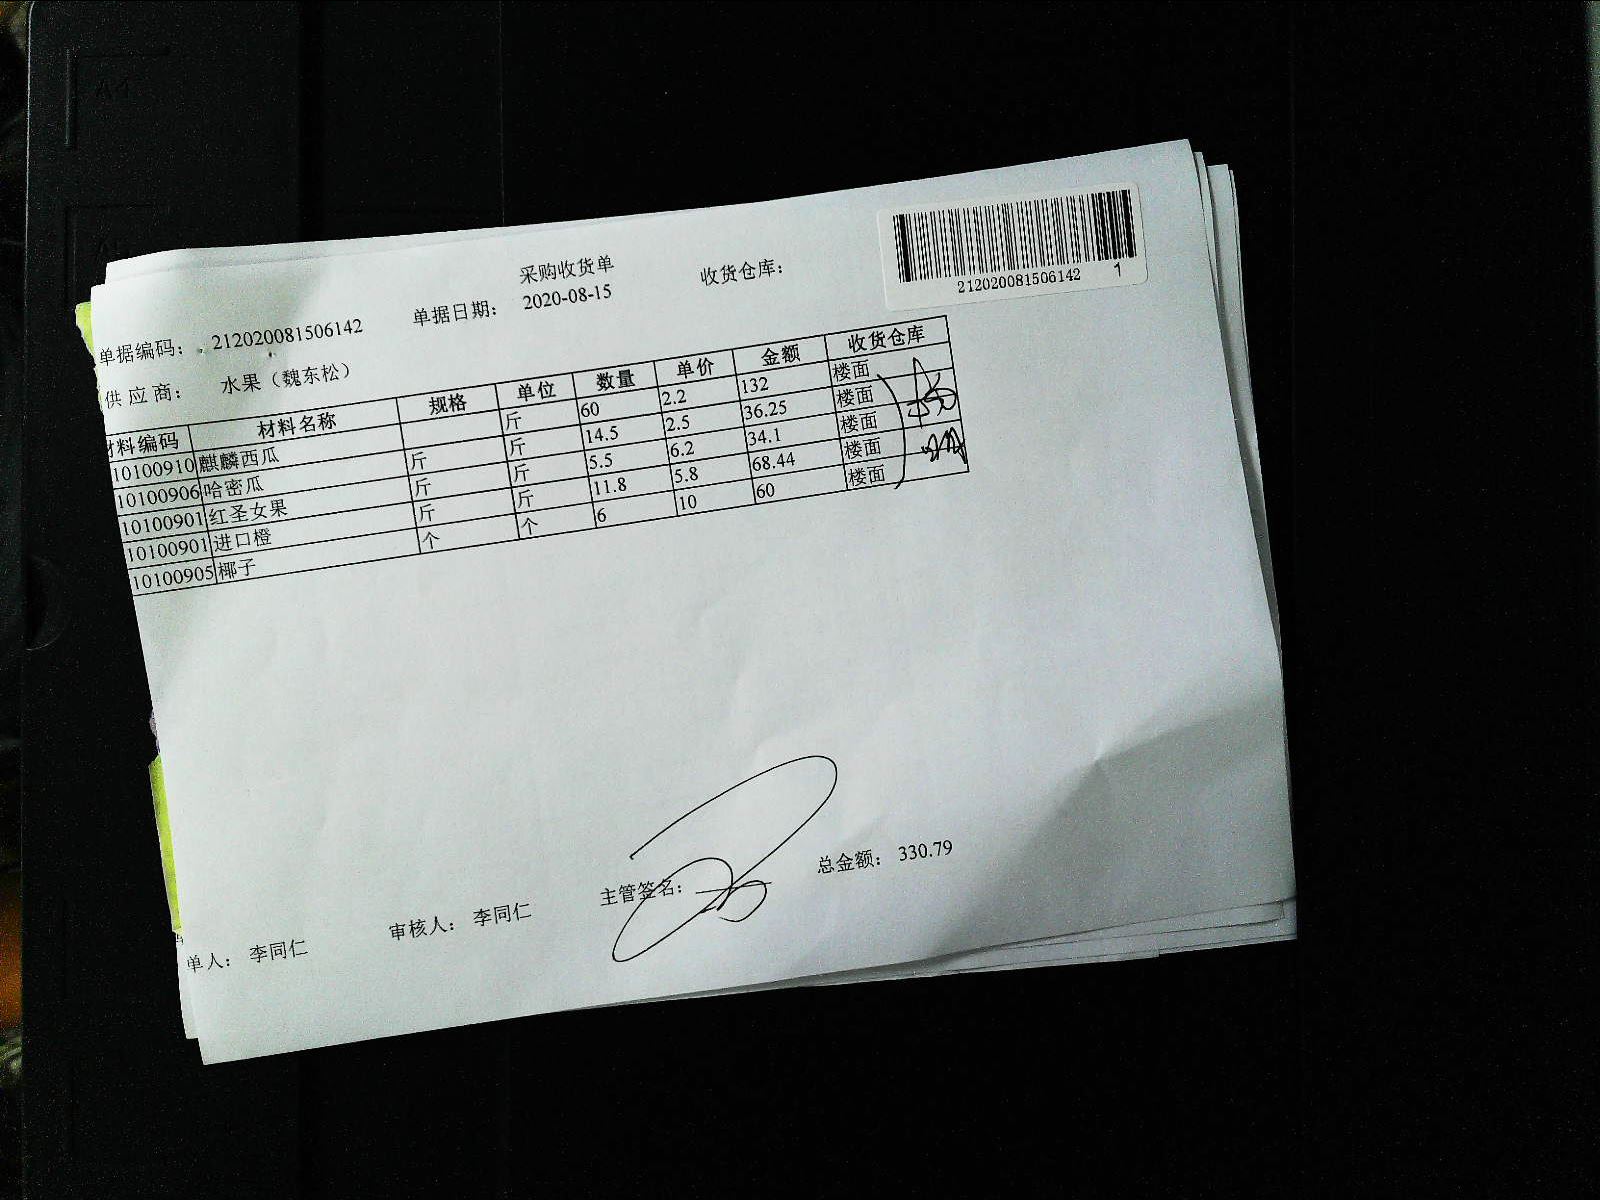 212020081506142 1
采购收货单
单据编码: 212020081506142 单据日期: 2020-08-15 收货仓库:
供应商: 水果（魏东松）
材料编码 材料名称 规格 单位 数量 单价 金额 收货仓库
10100910 麒麟西瓜 斤 60 2.2 132 楼面
10100906 哈密瓜 斤 斤 14.5 2.5 36.25 楼面
10100901 红圣女果 斤 斤 5.5 6.2 34.1 楼面
10100901 进口橙 斤 斤 11.8 5.8 68.44 楼面
10100905 椰子 个 个 6 10 60 楼面
单人: 李同仁 审核人: 李同仁 主管签名: 总金额: 330.79